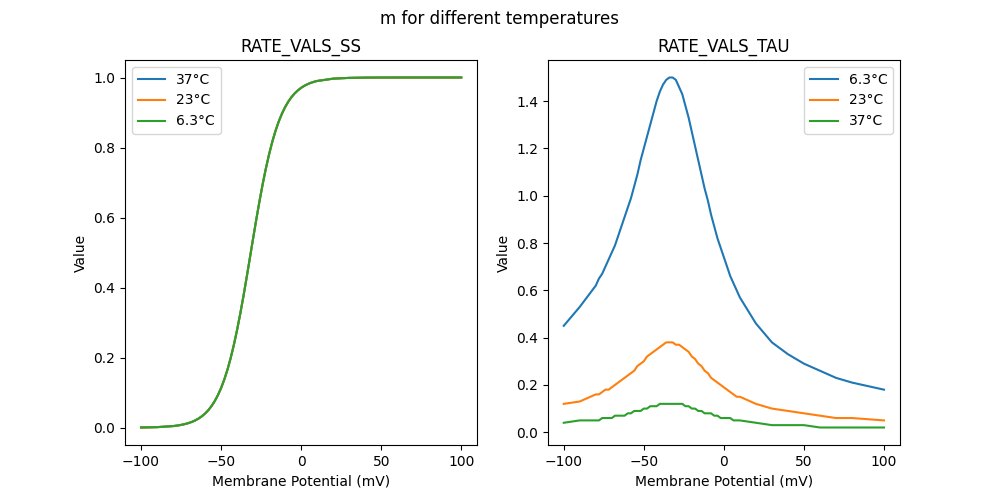 m for different temperatures
RATE_VALS_SS
RATE_VALS_TAU
37°C
23°C
6.3°C
6.3°C
23°C
37°C
1.0
0.8
0.6
0.4
0.2
0.0
Value
−100
−50
0
50
100
Membrane Potential (mV)
1.4
1.2
1.0
0.8
0.6
0.4
0.2
0.0
Value
−100
−50
0
50
100
Membrane Potential (mV)